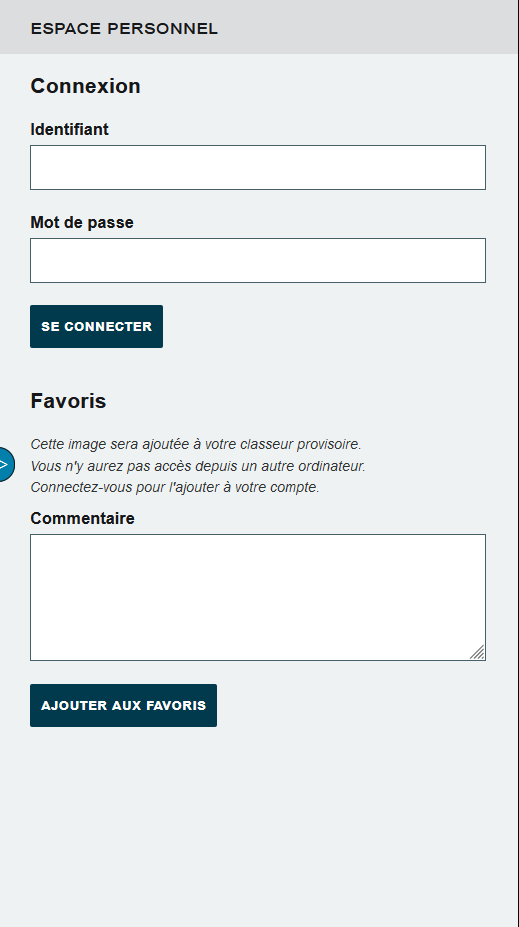 ESPACE PERSONNEL
Connexion
Identifiant
Mot de passe
SE CONNECTER
Favoris
Cette image sera ajoutée à votre classeur provisoire.
Vous n'y aurez pas accès depuis un autre ordinateur.
Connectez-vous pour l'ajouter à votre compte.
Commentaire
AJOUTER AUX FAVORIS